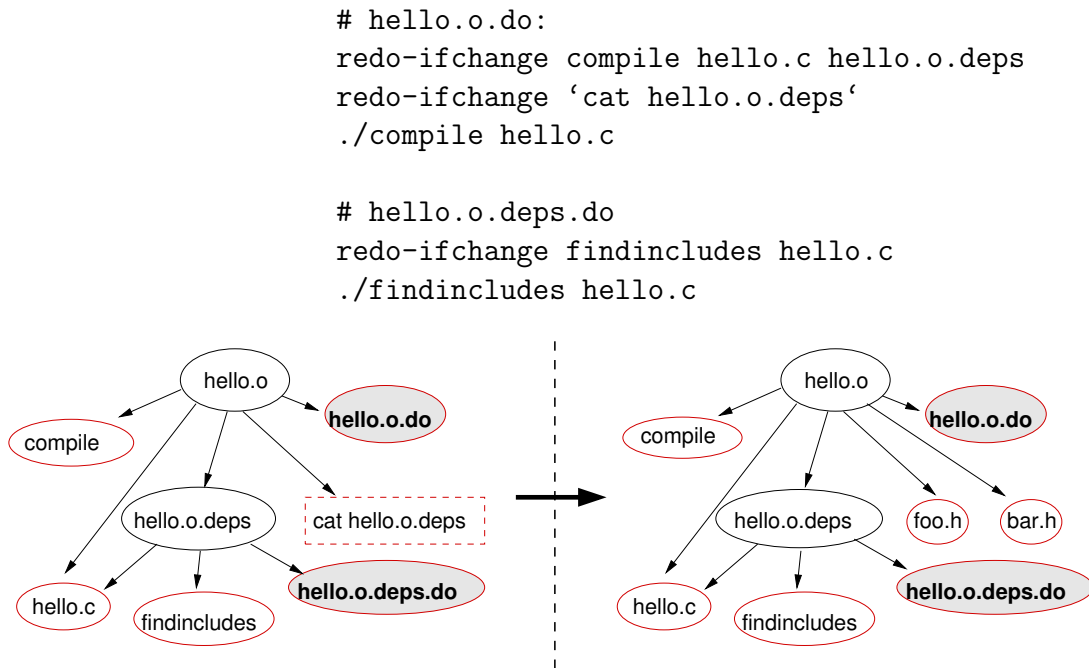 # hello.o.do:
redo-ifchange compile hello.c hello.o.deps
redo-ifchange ‘cat hello.o.deps‘
./compile hello.c
# hello.o.deps.do
redo-ifchange findincludes hello.c
./findincludes hello.c
hello.o
hello.o.do
compile
hello.o.deps
cat hello.o.deps
hello.c
hello.o.deps.do
findincludes
hello.o
hello.o.do
compile
hello.o.deps
foo.h
bar.h
hello.c
hello.o.deps.do
findincludes